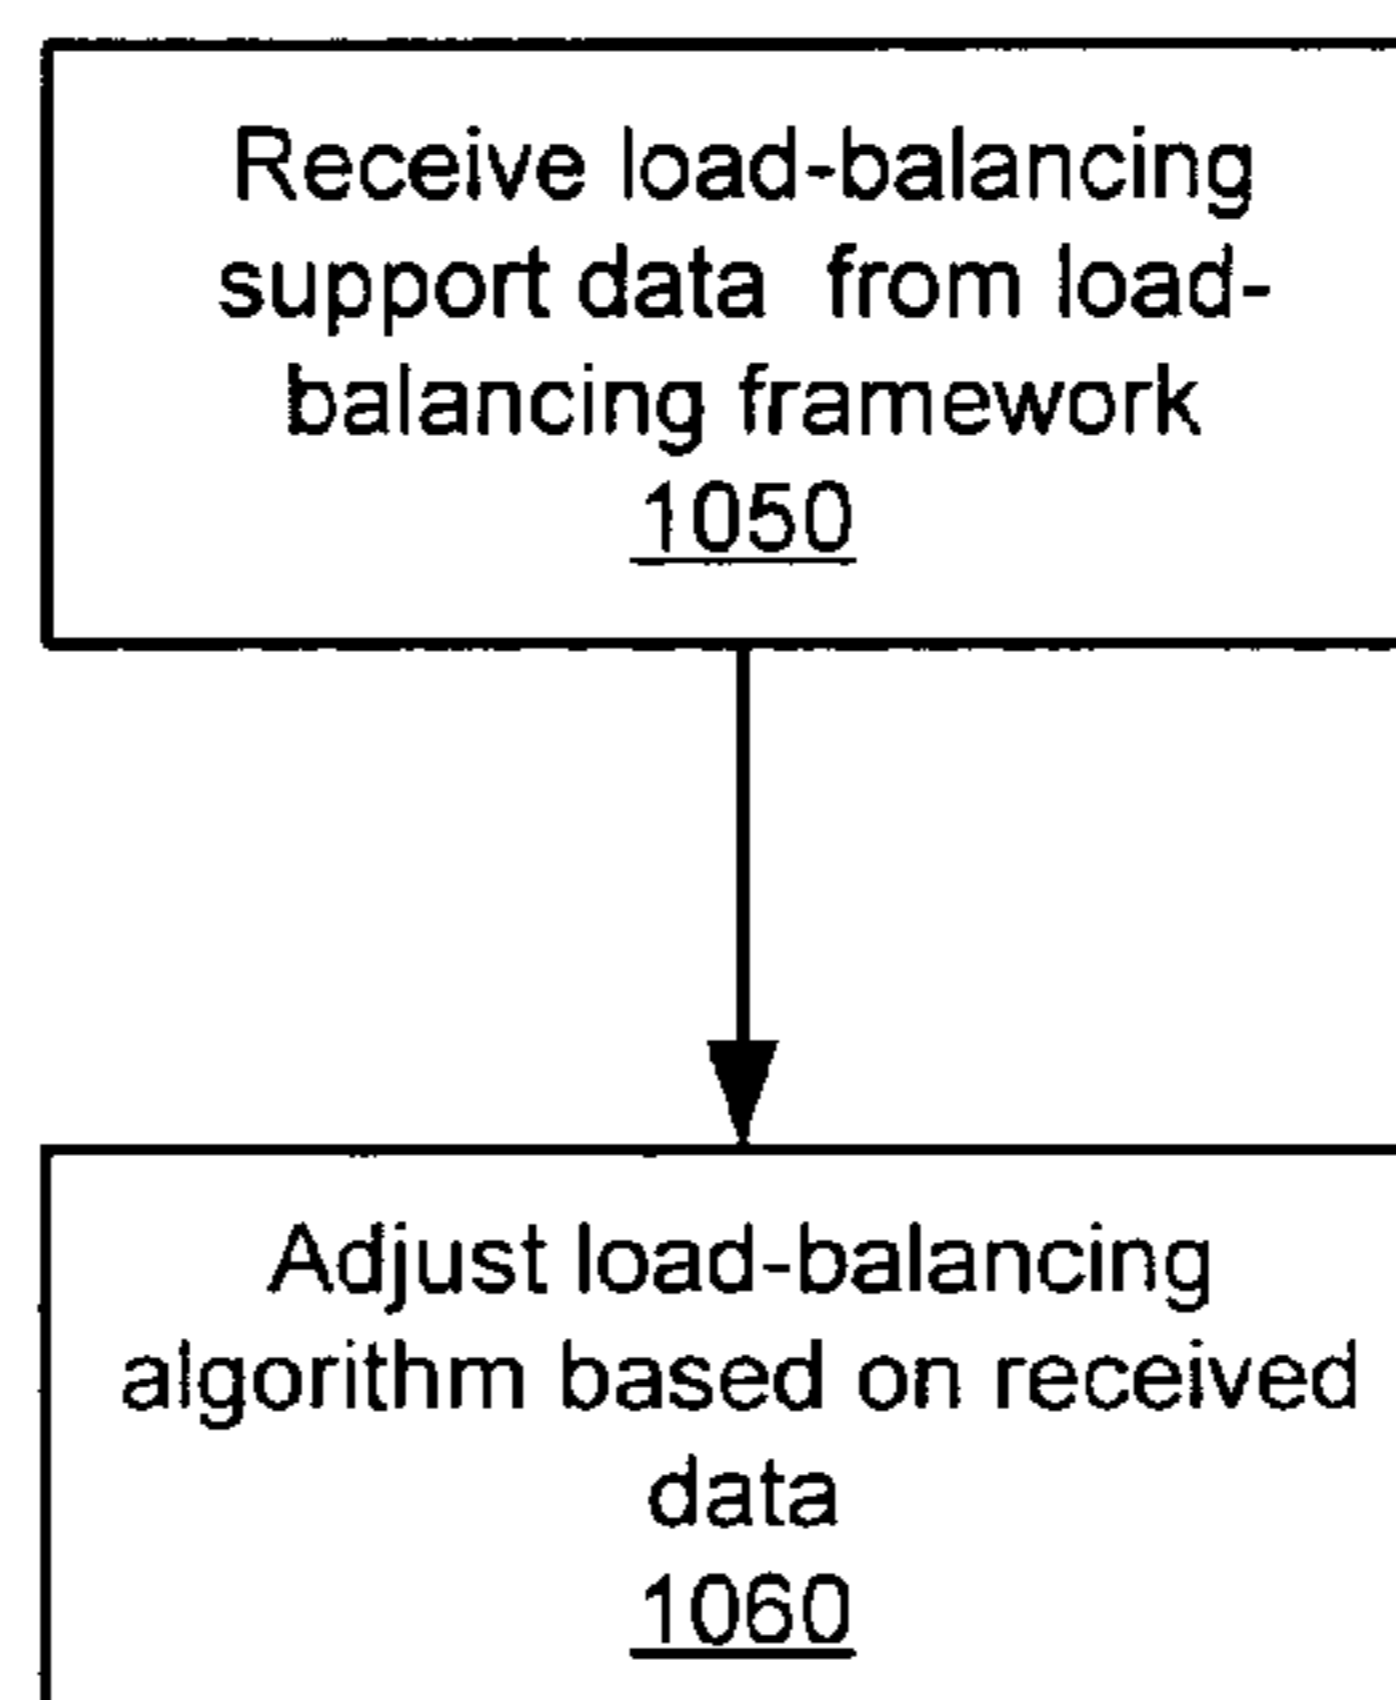 Receive load-balancing
support data from load-
balancing framework
1050
Adjust load-balancing
algorithm based on received
data
1060